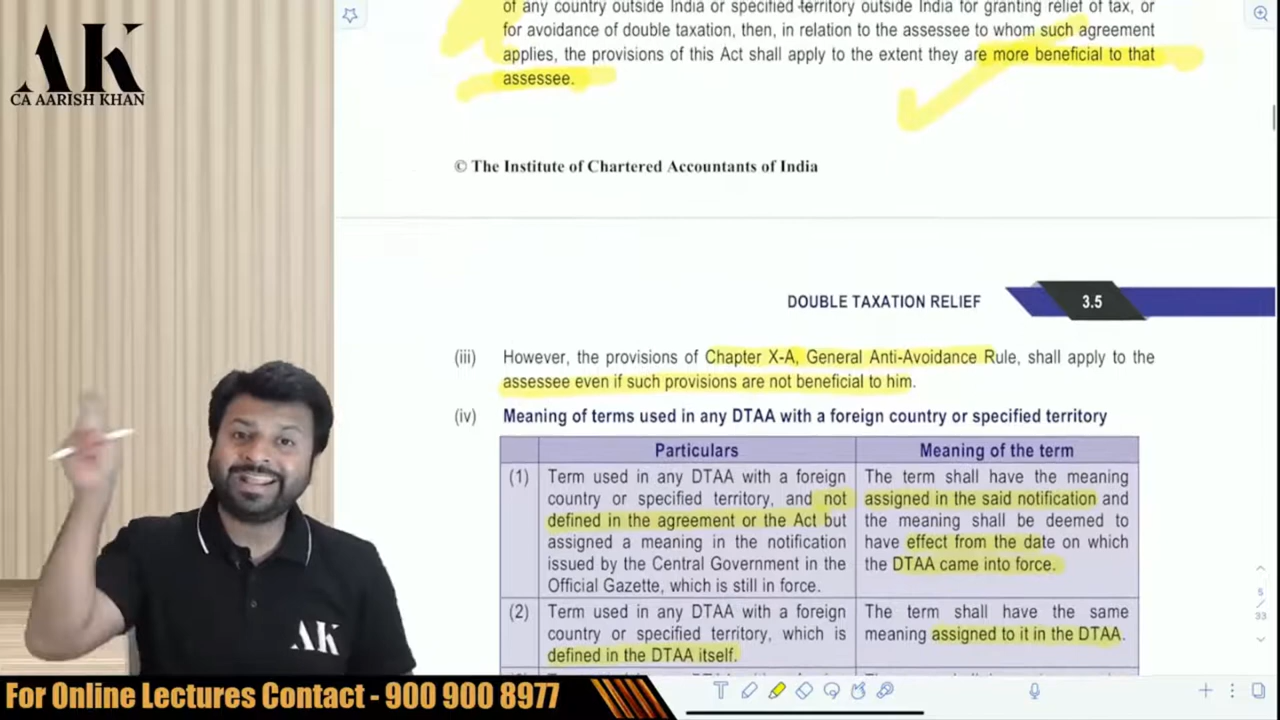 AK
CA AARISH KHAN
of any country outside India or specified territory outside India for granting relief of tax, or
for avoidance of double taxation, then, in relation to the assessee to whom such agreement
applies, the provisions of this Act shall apply to the extent they are more beneficial to that
assessee.
© The Institute of Chartered Accountants of India
DOUBLE TAXATION RELIEF 3.5
(iii) However, the provisions of Chapter X-A, General Anti-Avoidance Rule, shall apply to the
assessee even if such provisions are not beneficial to him.
(iv) Meaning of terms used in any DTAA with a foreign country or specified territory
Particulars
Meaning of the term
(1) Term used in any DTAA with a foreign
country or specified territory, and not
defined in the agreement or the Act but
assigned a meaning in the notification
issued by the Central Government in the
Official Gazette, which is still in force.
The term shall have the meaning
assigned in the said notification and
the meaning shall be deemed to
have effect from the date on which
the DTAA came into force.
(2) Term used in any DTAA with a foreign
country or specified territory, which is
defined in the DTAA itself.
The term shall have the same
meaning assigned to it in the DTAA.
5
/
33
AK
For Online Lectures Contact - 900 900 8977